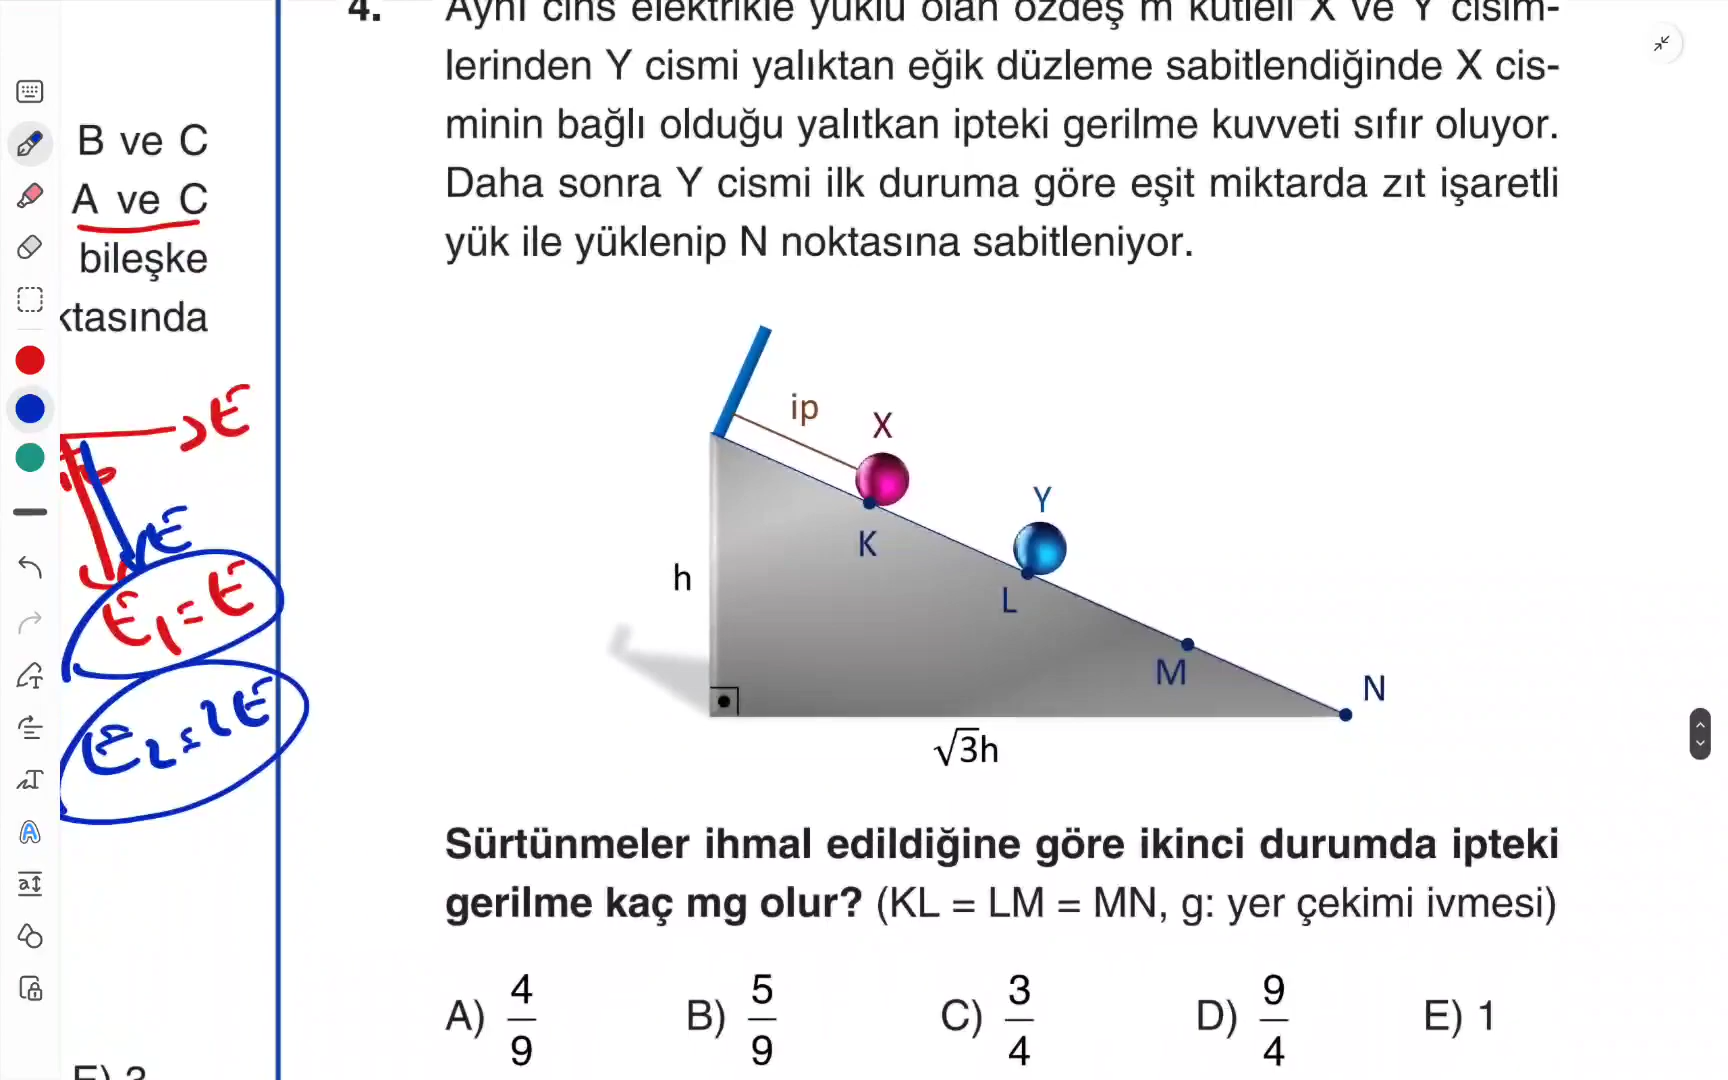 4. Aynı cins elektrikle yüklü olan özdeş m kütleli X ve Y cisim-
lerinden Y cismi yalıktan eğik düzleme sabitlendiğinde X cis-
minin bağlı olduğu yalıtkan ipteki gerilme kuvveti sıfır oluyor.
Daha sonra Y cismi ilk duruma göre eşit miktarda zıt işaretli
yük ile yüklenip N noktasına sabitleniyor.
B ve C
A ve C
bileşke
ktasında
E
E
E₁ = E
E₂ = 2E
ip
X
Y
K
h
L
M
N
√3h
Sürtünmeler ihmal edildiğine göre ikinci durumda ipteki
gerilme kaç mg olur? (KL = LM = MN, g: yer çekimi ivmesi)
A) 4/9 B) 5/9 C) 3/4 D) 9/4 E) 1